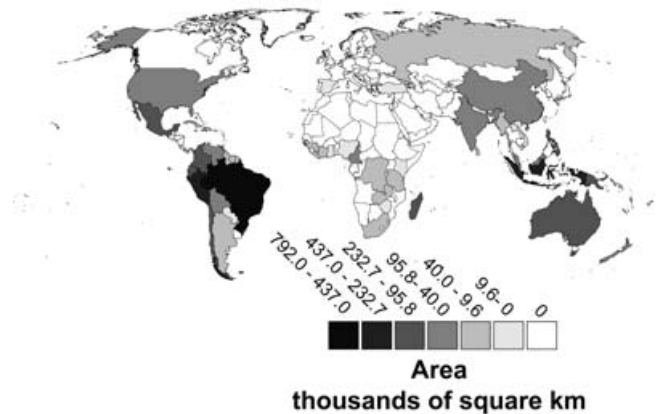 792.0 - 437.0
437.0 - 232.7
232.7 - 95.8
95.8- 40.0
40.0 - 9.6
9.6- 0
0
Area
thousands of square km